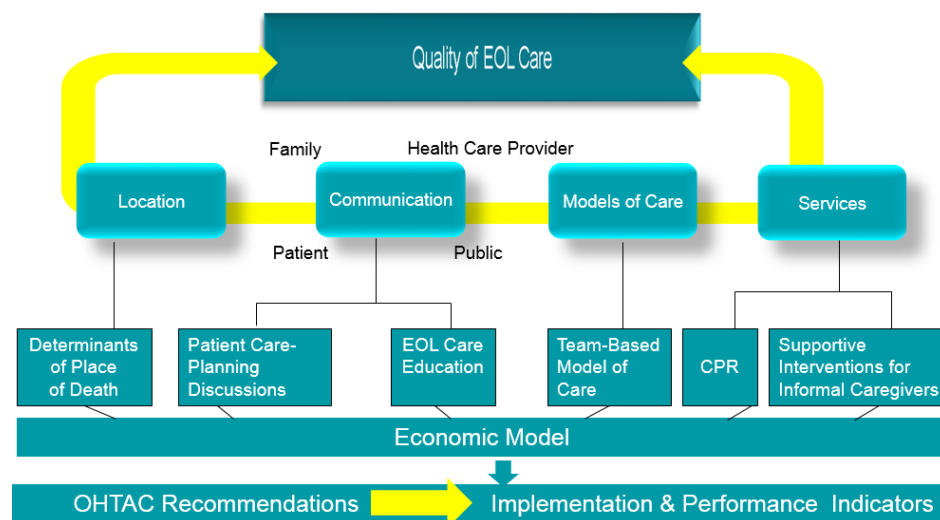 Quality of EOL Care
Family
Health Care Provider
Location
Communication
Models of Care
Services
Patient
Public
Determinants
of Place
of Death
Patient Care-
Planning
Discussions
EOL Care
Education
Team-Based
Model of
Care
CPR
Supportive
Interventions for
Informal Caregivers
Economic Model
OHTAC Recommendations
Implementation & Performance Indicators